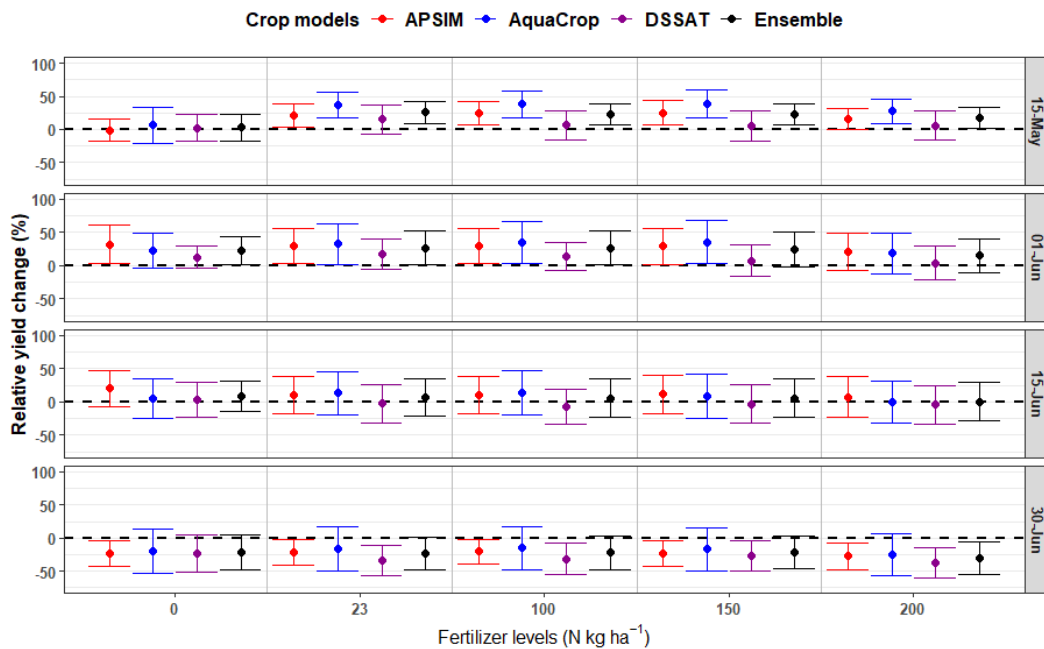 Crop models APSIM AquaCrop DSSAT Ensemble
Relative yield change (%)
100
50
0
-50
15-May
100
50
0
-50
01-Jun
100
50
0
-50
15-Jun
100
50
0
-50
30-Jun
0 23 100 150 200
Fertilizer levels (N kg ha⁻¹)